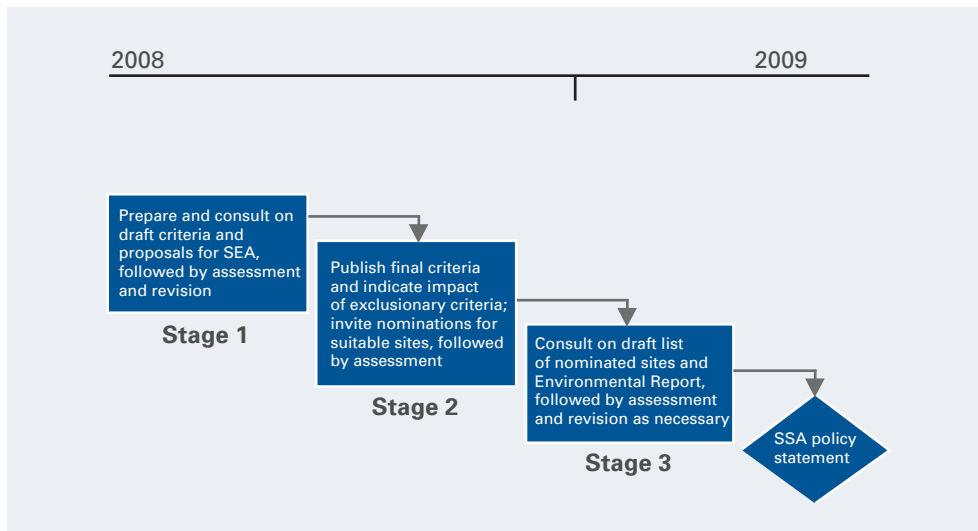 2008
2009
Prepare and consult on
draft criteria and
proposals for SEA,
followed by assessment
and revision
Stage 1
Publish final criteria
and indicate impact
of exclusionary criteria;
invite nominations for
suitable sites, followed
by assessment
Stage 2
Consult on draft list
of nominated sites and
Environmental Report,
followed by assessment
and revision as necessary
Stage 3
SSA policy
statement